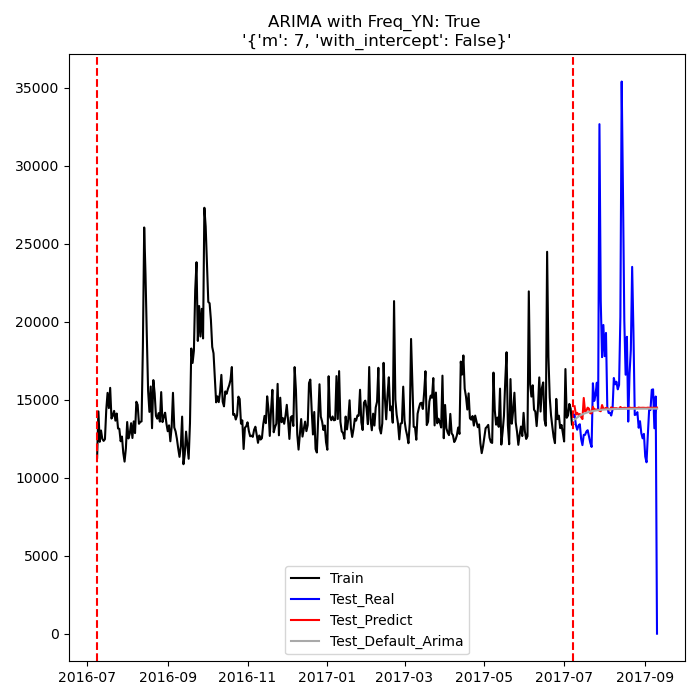 ARIMA with Freq_YN: True
'{'m': 7, 'with_intercept': False}'
35000
30000
25000
20000
15000
10000
5000
0
Train
Test_Real
Test_Predict
Test_Default_Arima
2016-07 2016-09 2016-11 2017-01 2017-03 2017-05 2017-07 2017-09